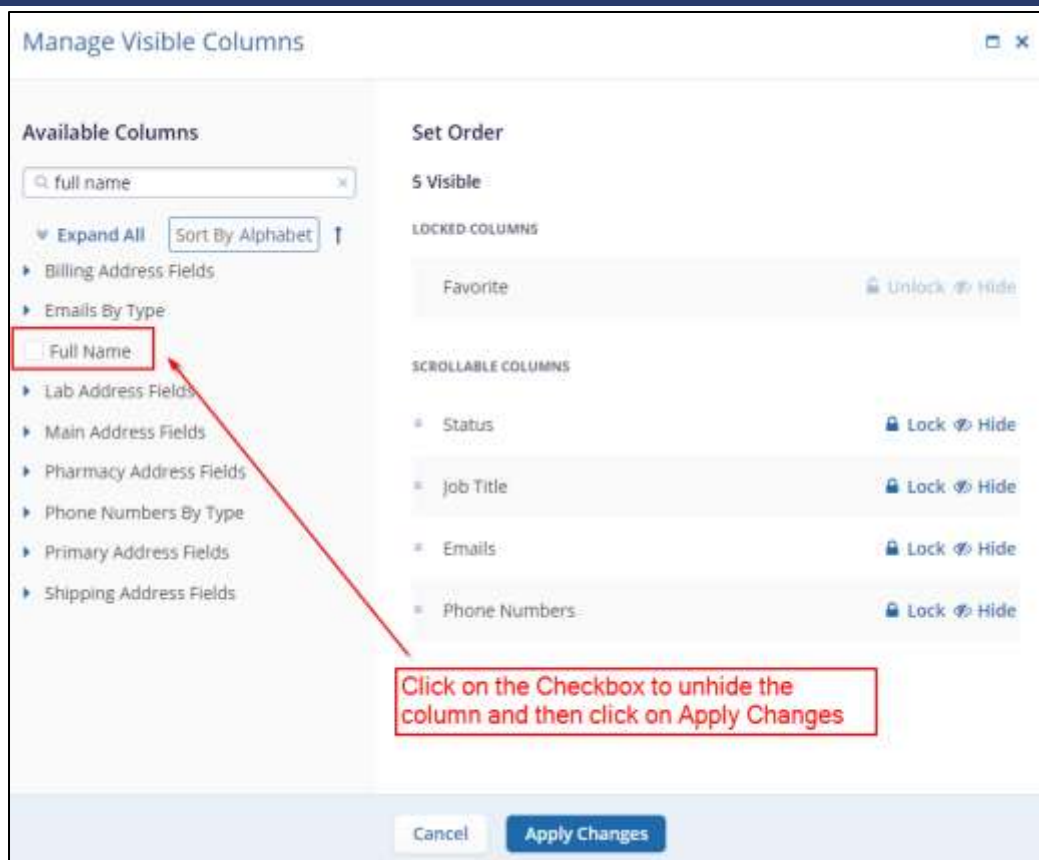 Manage Visible Columns
Available Columns
full name
Expand All Sort By Alphabet
Billing Address Fields
Emails By Type
Full Name
Lab Address Fields
Main Address Fields
Pharmacy Address Fields
Phone Numbers By Type
Primary Address Fields
Shipping Address Fields
Set Order
5 Visible
LOCKED COLUMNS
Favorite Unlock Hide
SCROLLABLE COLUMNS
Status Lock Hide
Job Title Lock Hide
Emails Lock Hide
Phone Numbers Lock Hide
Click on the Checkbox to unhide the
column and then click on Apply Changes
Cancel Apply Changes